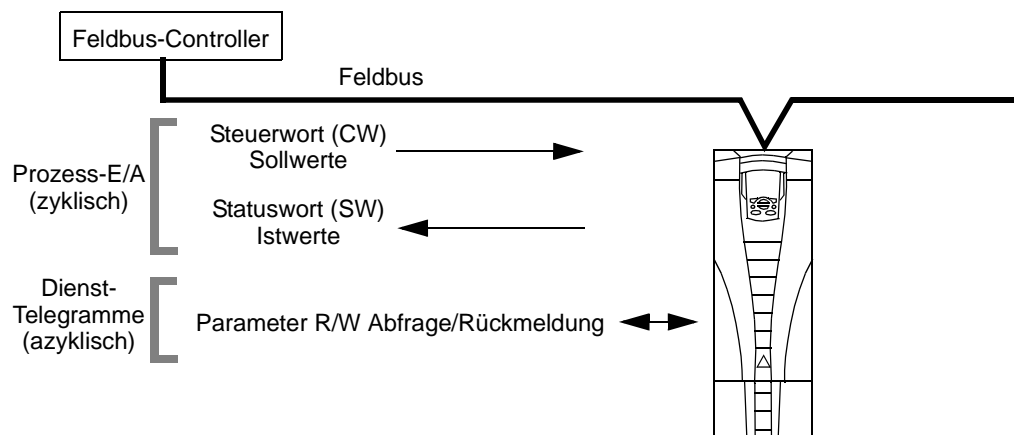 Feldbus-Controller
Feldbus
Prozess-E/A
(zyklisch)
Steuerwort (CW)
Sollwerte
Statuswort (SW)
Istwerte
Dienst-
Telegramme
(azyklisch)
Parameter R/W Abfrage/Rückmeldung